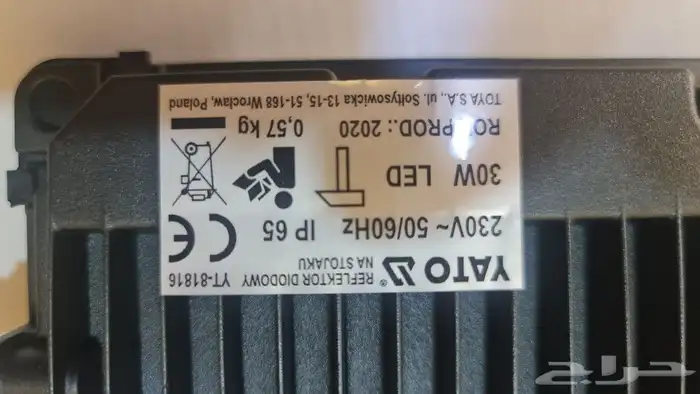 YATO ® REFLEKTOR DIODOWY YT-81816
NA STOJAKU
230V~ 50/60Hz IP 65
30W LED
PROD.: 2020 0,57 kg
TOYA S.A., ul. Sołtysowicka 13-15, 51-168 Wrocław, Poland
CE
حراج